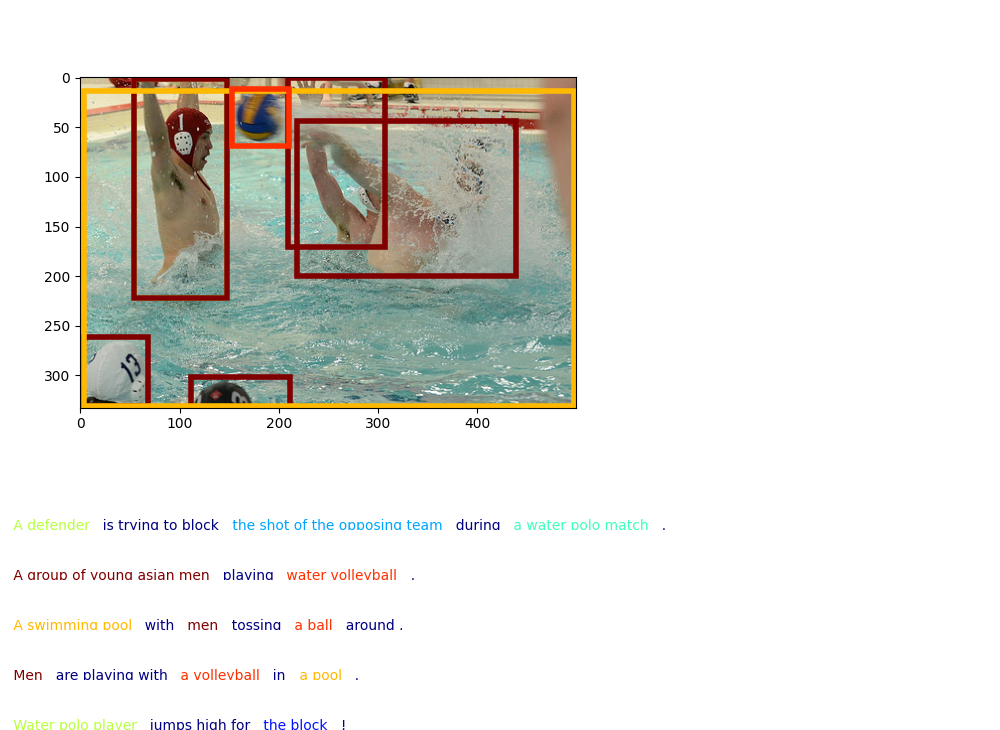 0
50
1
100
150
200
250
13
300
0 100 200 300 400
A defender is trying to block the shot of the opposing team during a water polo match .
A group of young asian men playing water volleyball .
A swimming pool with men tossing a ball around .
Men are playing with a volleyball in a pool .
Water polo player jumps high for the block !